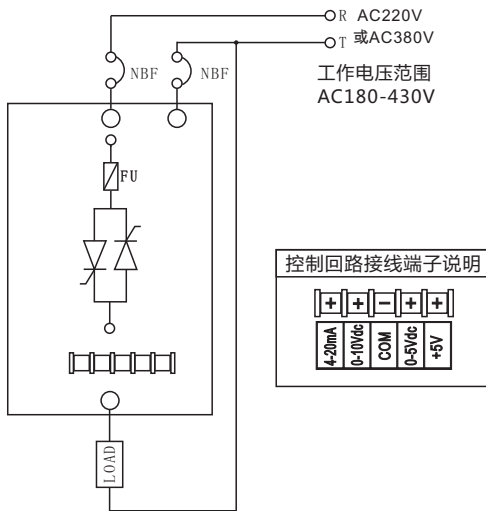 R AC220V
T 或AC380V
NBF
NBF
工作电压范围
AC180-430V
FU
控制回路接线端子说明
+ + − + +
4-20mA
0-10Vdc
COM
0-5Vdc
+5V
LOAD